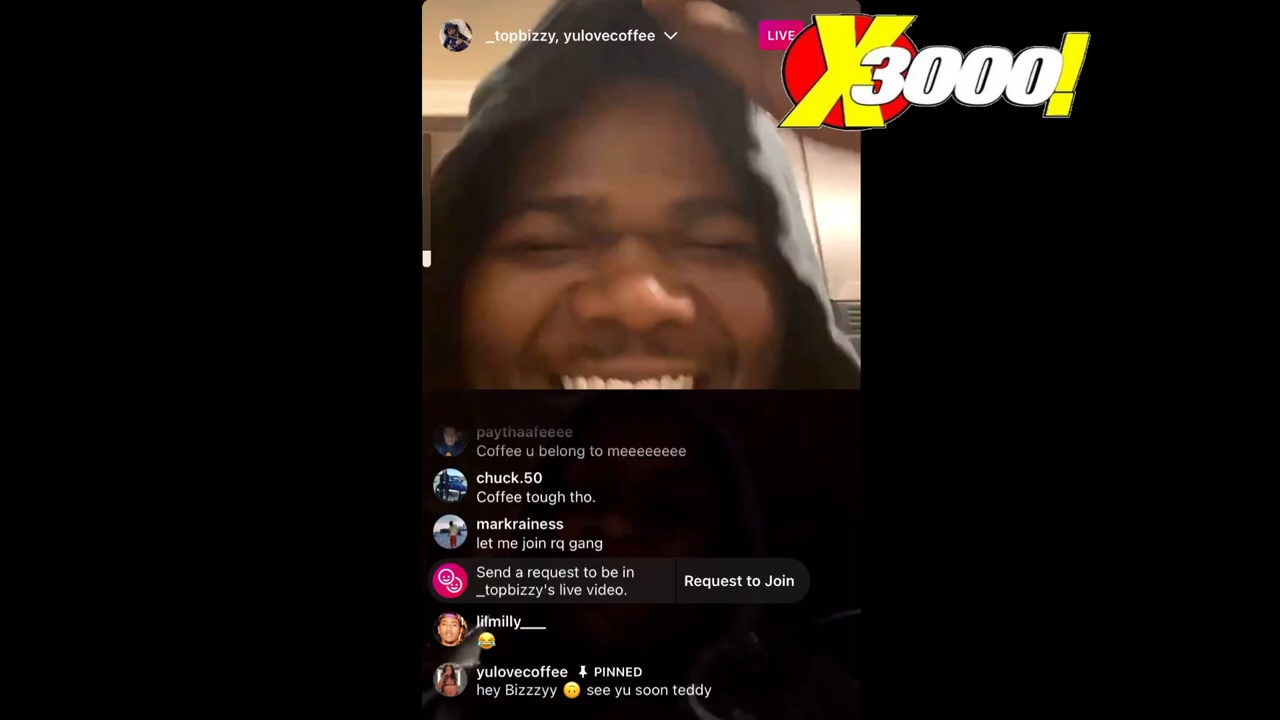 _topbizzy, yulovecoffee
LIVE
X3000!
paythaafeeee
Coffee u belong to meeeeeeee
chuck.50
Coffee tough tho.
markrainess
let me join rq gang
Send a request to be in
_topbizzy's live video.
Request to Join
lilmilly___
😂
yulovecoffee PINNED
hey Bizzzyy 🙃 see yu soon teddy